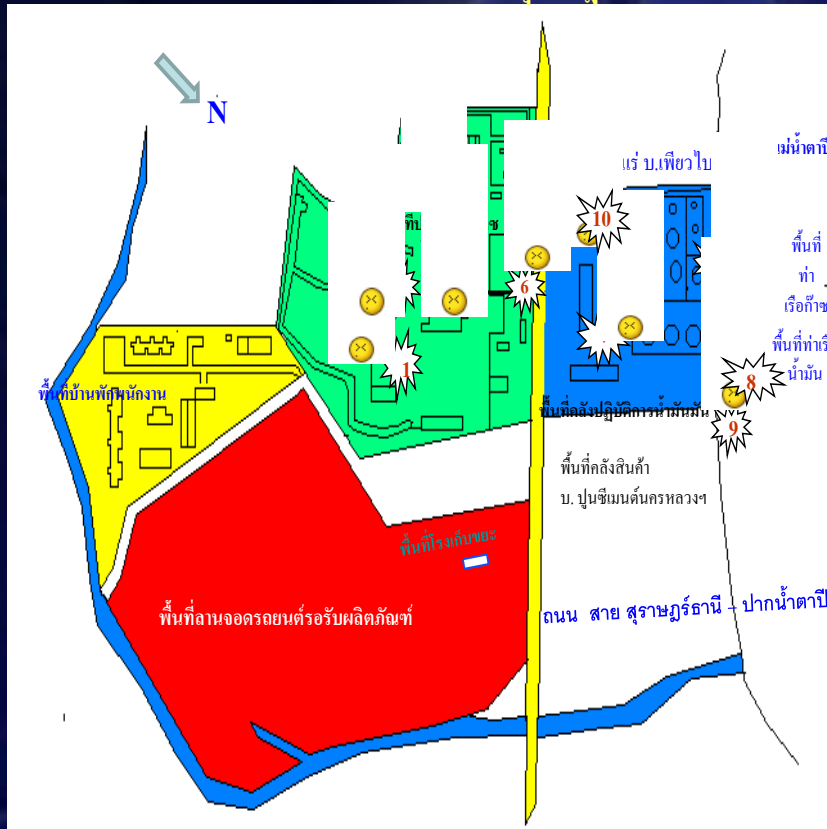 N
แม่น้ำตาปี
แร่ บ.เพียวไบ
10
พื้นที่
ท่า
เรือก๊าซ
6
พื้นที่ท่าเรื
น้ำมัน
1
8
9
พื้นที่บ้านพักพนักงาน
พื้นที่คลังปฏิบัติการน้ำมันมัน
พื้นที่คลังสินค้า
บ. ปูนซีเมนต์นครหลวงฯ
พื้นที่โรงเก็บขยะ
พื้นที่ลานจอดรถยนต์รอรับผลิตภัณฑ์
ถนน สาย สุราษฎร์ธานี – ปากน้ำตาปี